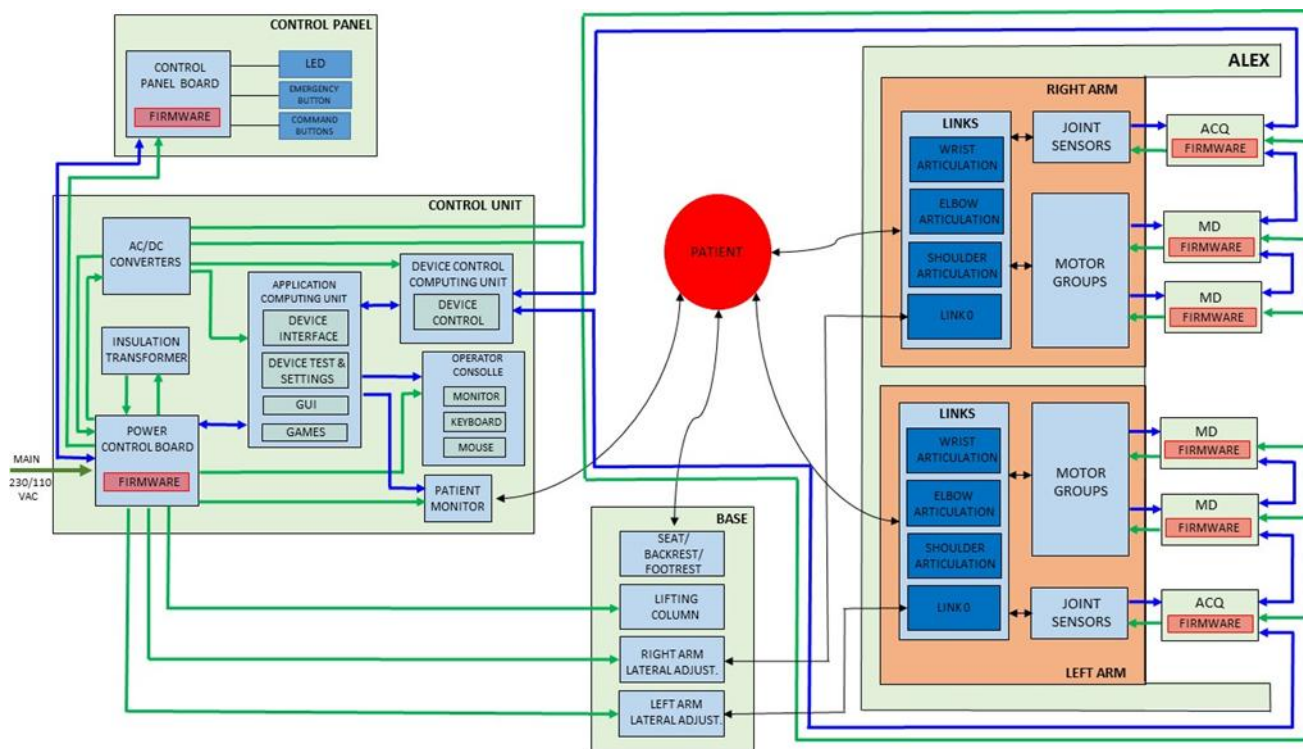 CONTROL PANEL
CONTROL
PANEL BOARD
FIRMWARE
LED
EMERGENCY
BUTTON
COMMAND
BUTTONS
CONTROL UNIT
AC/DC
CONVERTERS
INSULATION
TRANSFORMER
POWER
CONTROL BOARD
FIRMWARE
MAIN
230/110
VAC
APPLICATION
COMPUTING UNIT
DEVICE
INTERFACE
DEVICE TEST &
SETTINGS
GUI
GAMES
DEVICE CONTROL
COMPUTING UNIT
DEVICE
CONTROL
OPERATOR
CONSOLLE
MONITOR
KEYBOARD
MOUSE
PATIENT
MONITOR
PATIENT
BASE
SEAT/
BACKREST/
FOOTREST
LIFTING
COLUMN
RIGHT ARM
LATERAL ADJUST.
LEFT ARM
LATERAL ADJUST.
ALEX
RIGHT ARM
LINKS
WRIST
ARTICULATION
ELBOW
ARTICULATION
SHOULDER
ARTICULATION
LINK 0
JOINT
SENSORS
MOTOR
GROUPS
ACQ
FIRMWARE
MD
FIRMWARE
MD
FIRMWARE
LINKS
WRIST
ARTICULATION
ELBOW
ARTICULATION
SHOULDER
ARTICULATION
LINK 0
MOTOR
GROUPS
JOINT
SENSORS
LEFT ARM
MD
FIRMWARE
MD
FIRMWARE
ACQ
FIRMWARE